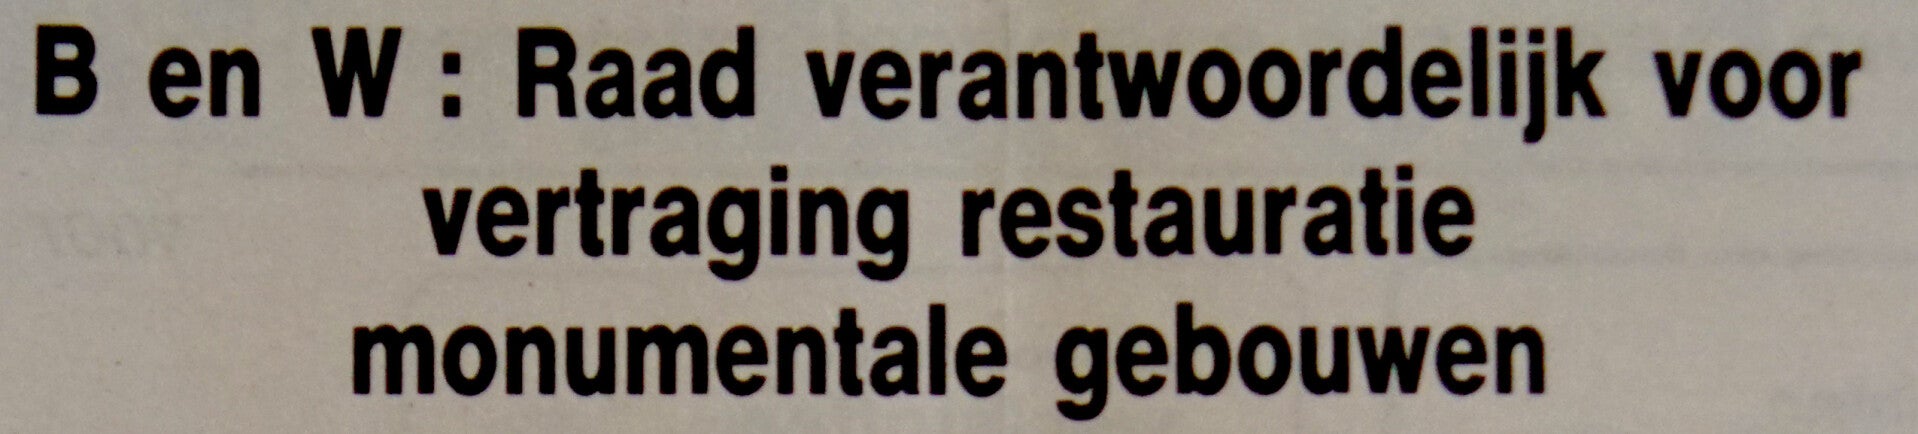 B en W : Raad verantwoordelijk voor
vertraging restauratie
monumentale gebouwen